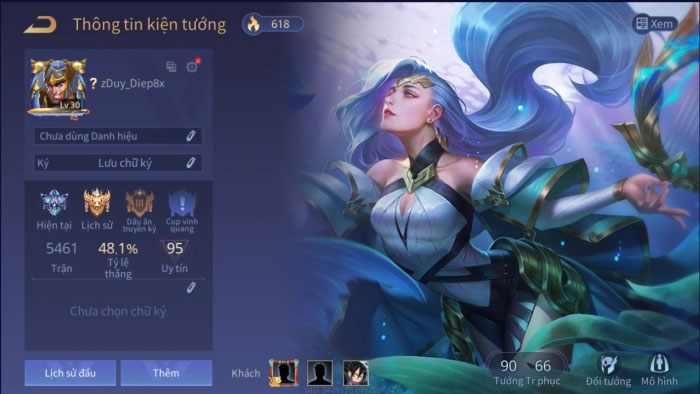 Thông tin kiện tướng
618
Xem
? zDuy_Diep8x
Lv.30
Chưa dùng Danh hiệu
Ký Lưu chữ ký
Hiện tại Lịch sử Dấu ấn truyền kỳ Cup vinh quang
5461 48.1% 95
Trận Tỷ lệ thắng Uy tín
Chưa chọn chữ ký
Lịch sử đấu Thêm Khách
90 66
Tướng Tr.phục
Đổi tướng Mô hình